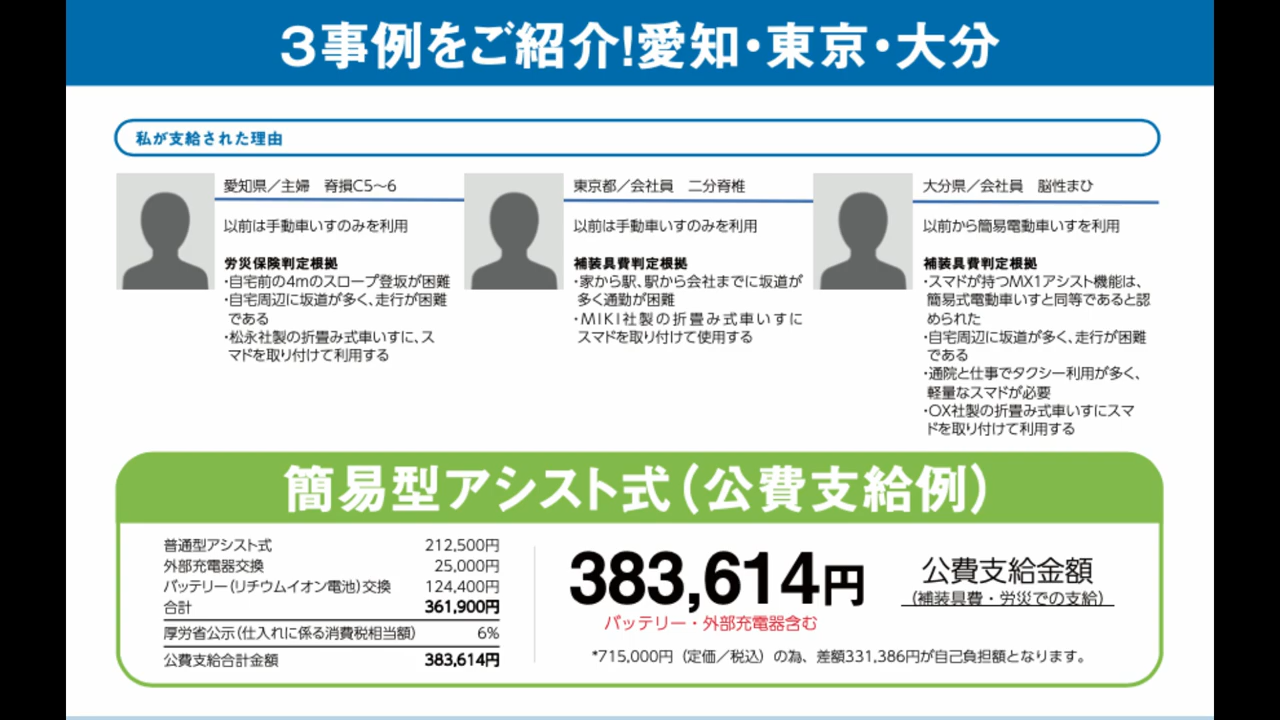 3事例をご紹介!愛知・東京・大分
私が支給された理由
愛知県／主婦　脊損C5〜6
以前は手動車いすのみを利用
労災保険判定根拠
・自宅前の4mのスロープ登坂が困難
・自宅周辺に坂道が多く、走行が困難
である
・松永社製の折畳み式車いすに、ス
マドを取り付けて利用する
東京都／会社員　二分脊椎
以前は手動車いすのみを利用
補装具費判定根拠
・家から駅、駅から会社までに坂道が
多く通勤が困難
・MIKI社製の折畳み式車いすに
スマドを取り付けて使用する
大分県／会社員　脳性まひ
以前から簡易電動車いすを利用
補装具費判定根拠
・スマドが持つMX1アシスト機能は、
簡易式電動車いすと同等であると認
められた
・自宅周辺に坂道が多く、走行が困難
である
・通院と仕事でタクシー利用が多く、
軽量なスマドが必要
・OX社製の折畳み式車いすにスマ
ドを取り付けて利用する
簡易型アシスト式（公費支給例）
普通型アシスト式 212,500円
外部充電器交換 25,000円
バッテリー（リチウムイオン電池）交換 124,400円
合計 361,900円
厚労省公示（仕入れに係る消費税相当額） 6%
公費支給合計金額 383,614円
383,614円
バッテリー・外部充電器含む
公費支給金額
（補装具費・労災での支給）
*715,000円（定価／税込）の為、差額331,386円が自己負担額となります。